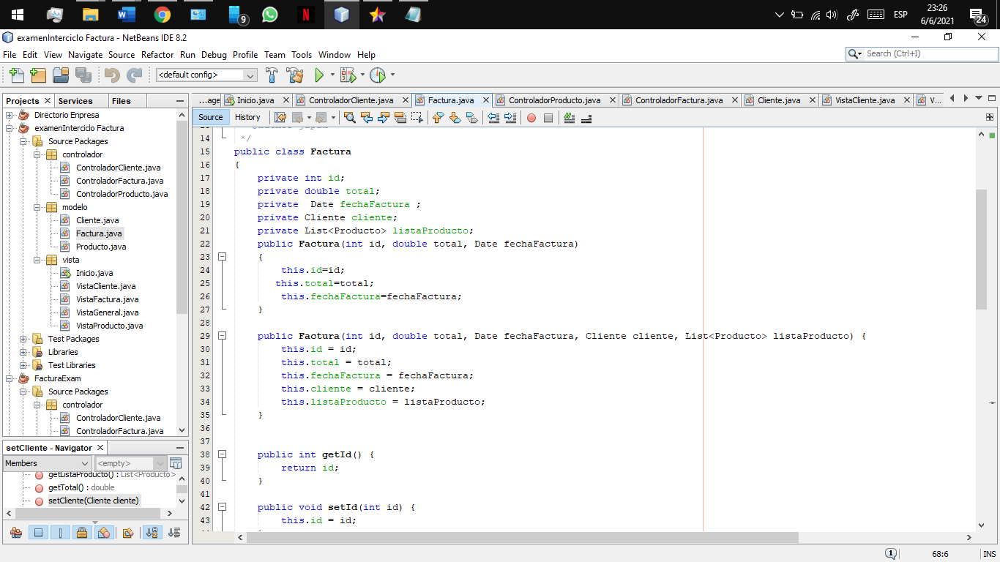 9
ESP
23:26
6/6/2021
24
examenInterciclo Factura - NetBeans IDE 8.2
File Edit View Navigate Source Refactor Run Debug Profile Team Tools Window Help
Search (Ctrl+I)
<default config>
Projects Services Files
...age Inicio.java ControladorCliente.java Factura.java ControladorProducto.java ControladorFactura.java Cliente.java VistaCliente.java V...
Source History
Directorio Enpresa
examenInterciclo Factura
Source Packages
controlador
ControladorCliente.java
ControladorFactura.java
ControladorProducto.java
modelo
Cliente.java
Factura.java
Producto.java
vista
Inicio.java
VistaCliente.java
VistaFactura.java
VistaGeneral.java
VistaProducto.java
Test Packages
Libraries
Test Libraries
FacturaExam
Source Packages
controlador
ControladorCliente.java
ControladorFactura.java
setCliente - Navigator
Members <empty>
getListaProducto() : List<Producto>
getTotal() : double
setCliente(Cliente cliente)
14 */
15 public class Factura
16 {
17 private int id;
18 private double total;
19 private Date fechaFactura ;
20 private Cliente cliente;
21 private List<Producto> listaProducto;
22 public Factura(int id, double total, Date fechaFactura)
23 {
24 this.id=id;
25 this.total=total;
26 this.fechaFactura=fechaFactura;
27 }
28
29 public Factura(int id, double total, Date fechaFactura, Cliente cliente, List<Producto> listaProducto) {
30 this.id = id;
31 this.total = total;
32 this.fechaFactura = fechaFactura;
33 this.cliente = cliente;
34 this.listaProducto = listaProducto;
35 }
36
37
38 public int getId() {
39 return id;
40 }
41
42 public void setId(int id) {
43 this.id = id;
1
68:6
INS